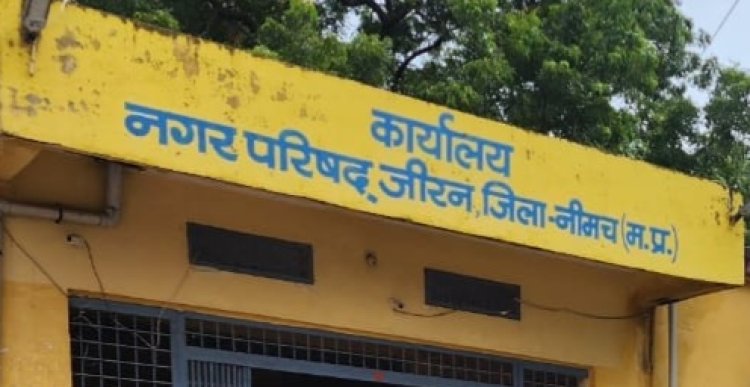 कार्यालय
नगर परिषद्, जीरन, जिला-नीमच (म.प्र.)